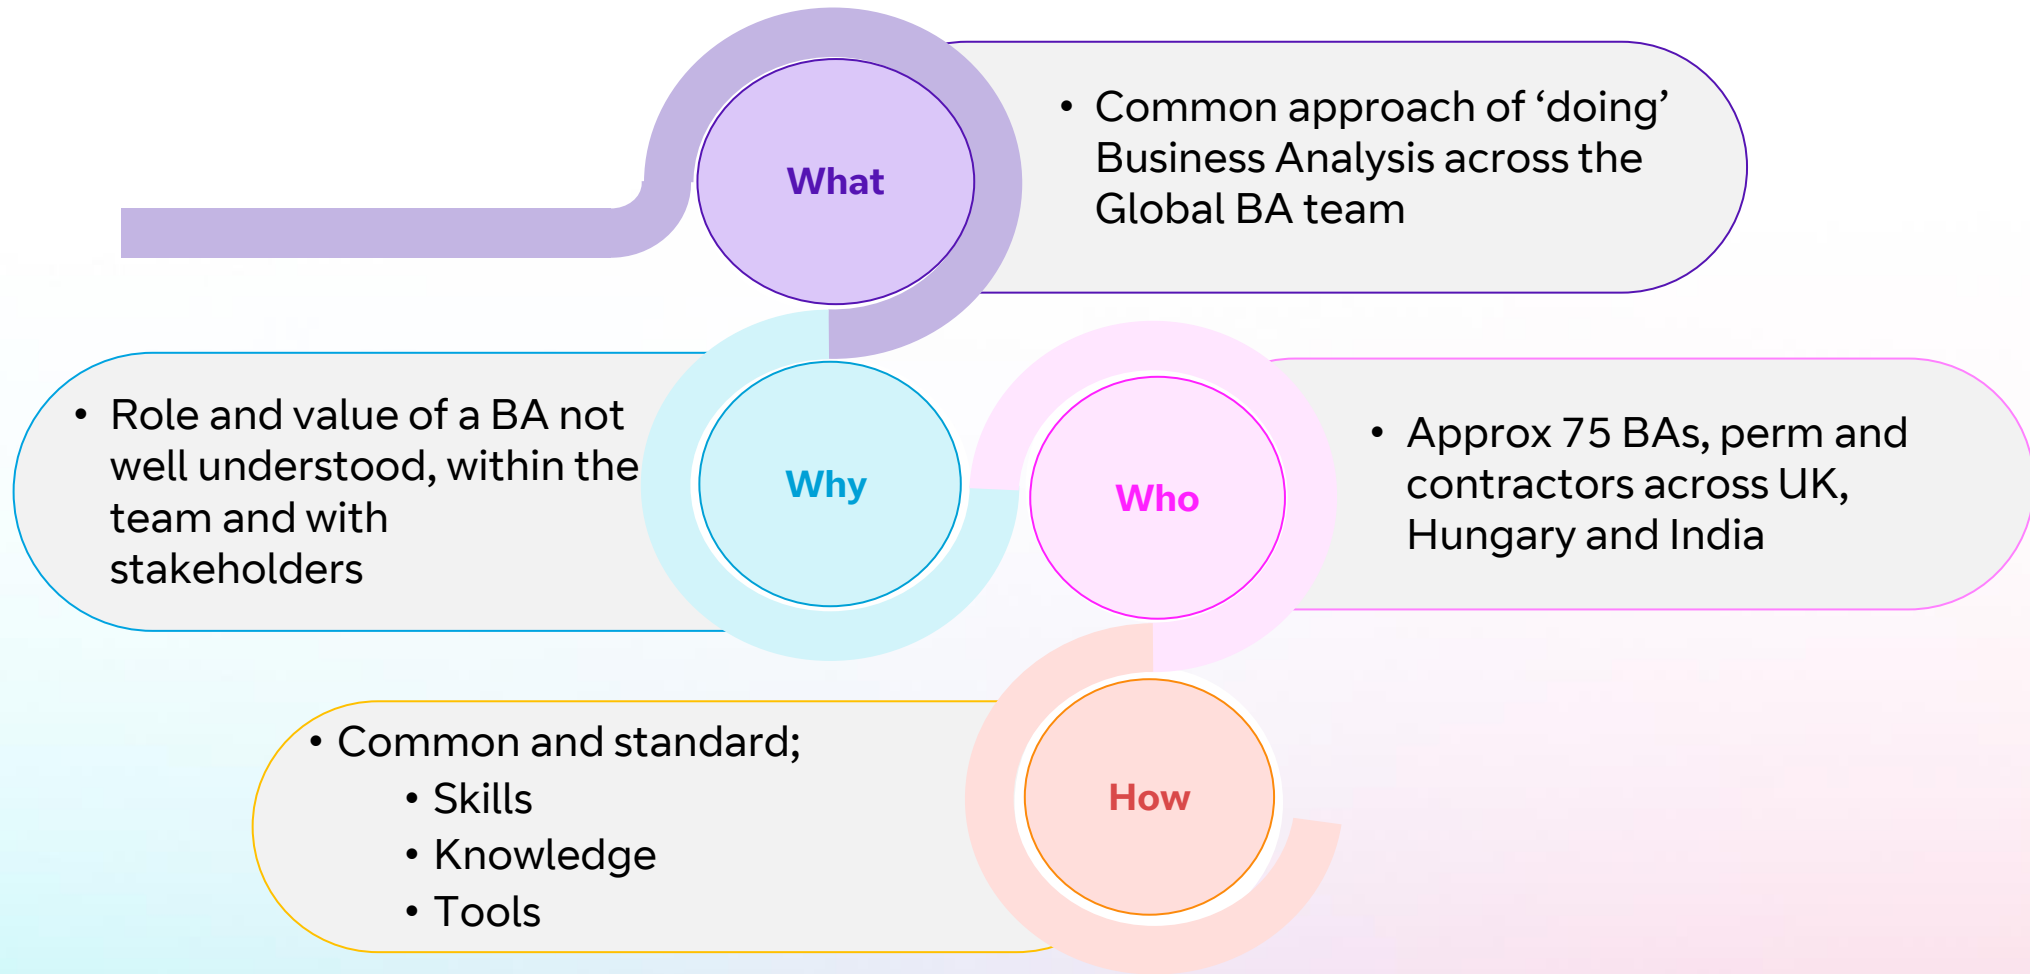 What
• Common approach of ‘doing’
Business Analysis across the
Global BA team
• Role and value of a BA not
well understood, within the
team and with
stakeholders
Why
Who
• Approx 75 BAs, perm and
contractors across UK,
Hungary and India
• Common and standard;
• Skills
• Knowledge
• Tools
How